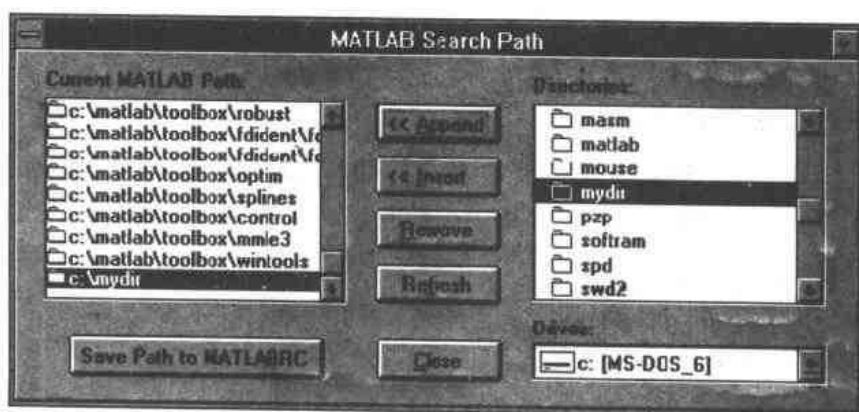 MATLAB Search Path
Current MATLAB Path:
c:\matlab\toolbox\robust
c:\matlab\toolbox\fdident\fd
c:\matlab\toolbox\fdident\fd
c:\matlab\toolbox\optim
c:\matlab\toolbox\splines
c:\matlab\toolbox\control
c:\matlab\toolbox\mmle3
c:\matlab\toolbox\wintools
c:\mydir
<< Append
<< Insert
Remove
Refresh
Save Path to MATLABRC
Close
Directories:
masm
matlab
mouse
mydir
pzp
softram
spd
swd2
Drives:
c: [MS-DOS_6]